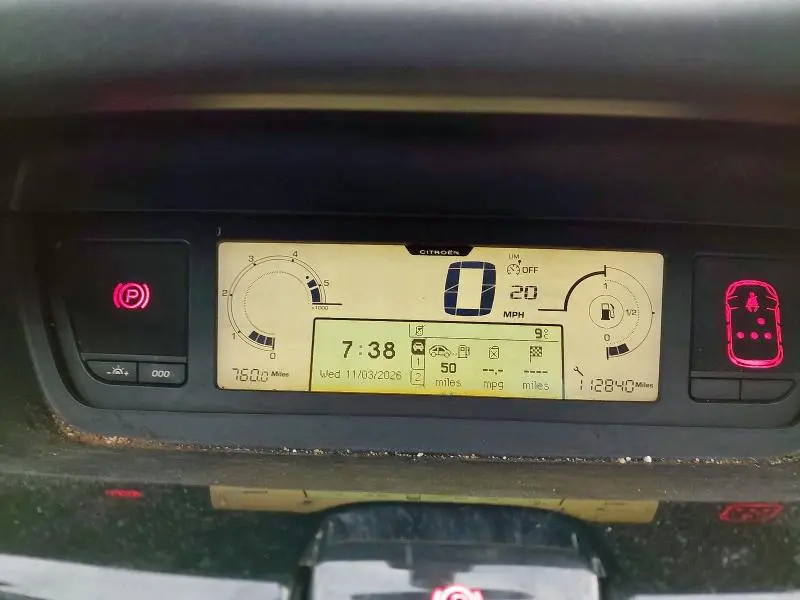 CITROËN
3 4
2 5
x1000
1
0
LIM
OFF
0
20
MPH
1
1/2
0
P
7:38
9°C
Wed 11/03/2026
1
2
50
miles
--.-
mpg
----
miles
760.0 Miles
112840 Miles
000